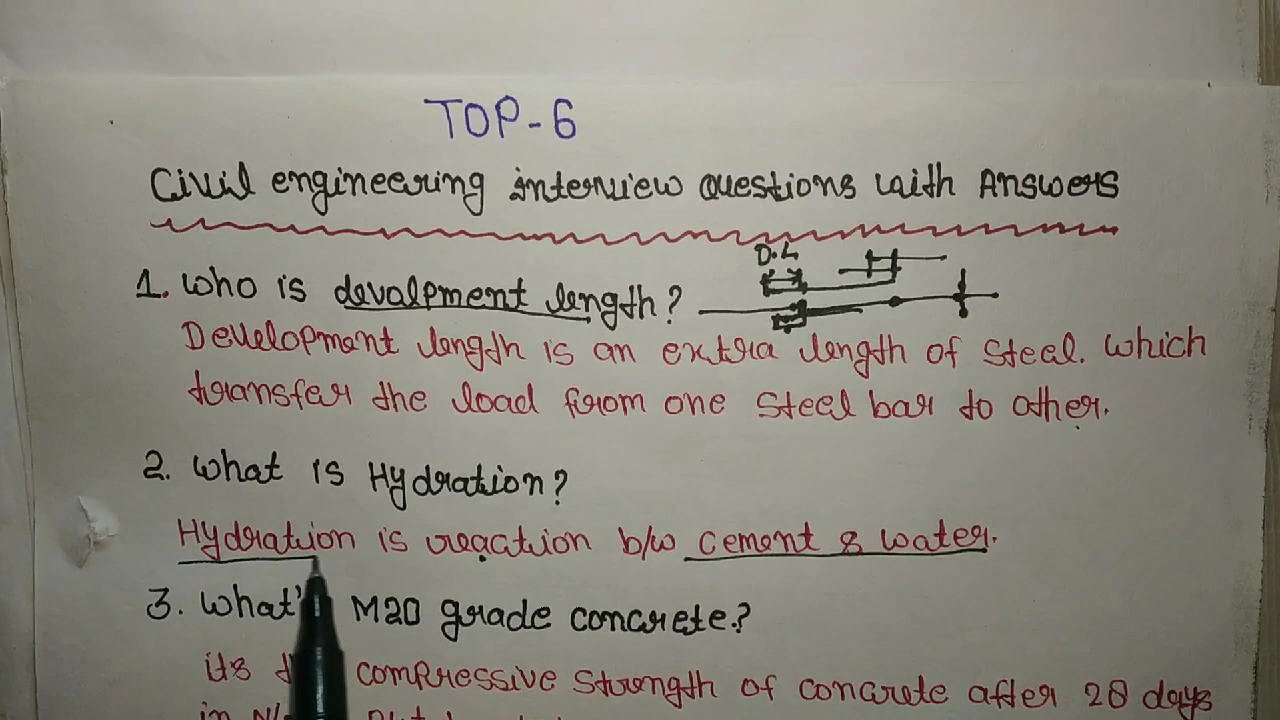 TOP-6
Civil engineering interview questions with Answers
D.L
1. Who is devalpment length?
Development length is an extra length of steal. which
transfer the load from one steel bar to other.
2. What is Hydration?
Hydration is reaction b/w cement & water.
3. What's M20 grade concrete?
its compressive strength of concrete after 28 days
in